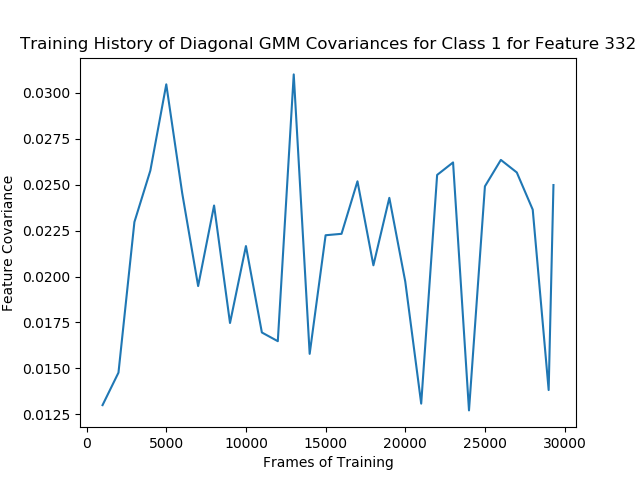 Training History of Diagonal GMM Covariances for Class 1 for Feature 332
0.0300
0.0275
0.0250
0.0225
0.0200
0.0175
0.0150
0.0125
Feature Covariance
0 5000 10000 15000 20000 25000 30000
Frames of Training